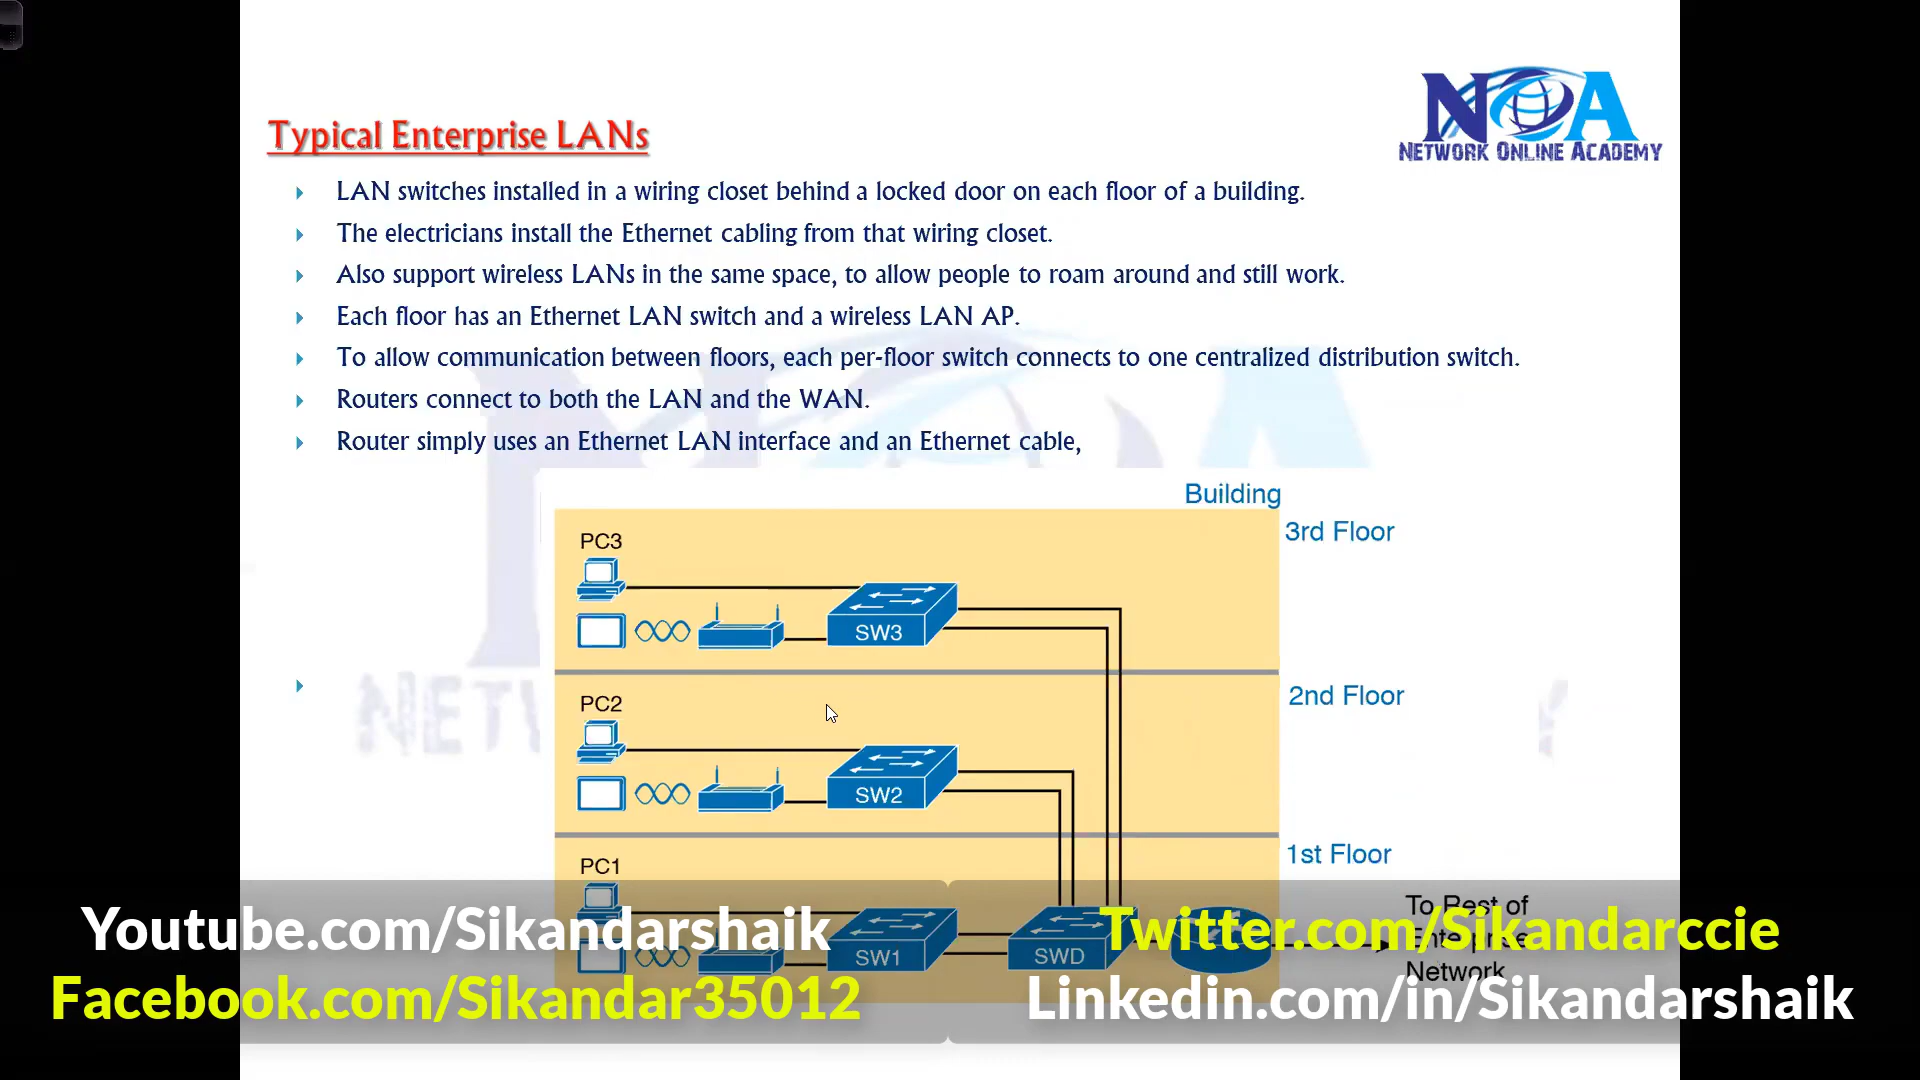 NOA
NETWORK ONLINE ACADEMY
Typical Enterprise LANs
LAN switches installed in a wiring closet behind a locked door on each floor of a building.
The electricians install the Ethernet cabling from that wiring closet.
Also support wireless LANs in the same space, to allow people to roam around and still work.
Each floor has an Ethernet LAN switch and a wireless LAN AP.
To allow communication between floors, each per-floor switch connects to one centralized distribution switch.
Routers connect to both the LAN and the WAN.
Router simply uses an Ethernet LAN interface and an Ethernet cable,
Building
3rd Floor
PC3
SW3
2nd Floor
PC2
SW2
1st Floor
PC1
SW1
SWD
To Rest of
Enterprise
Network
Youtube.com/Sikandarshaik
Twitter.com/Sikandarccie
Facebook.com/Sikandar35012
Linkedin.com/in/Sikandarshaik